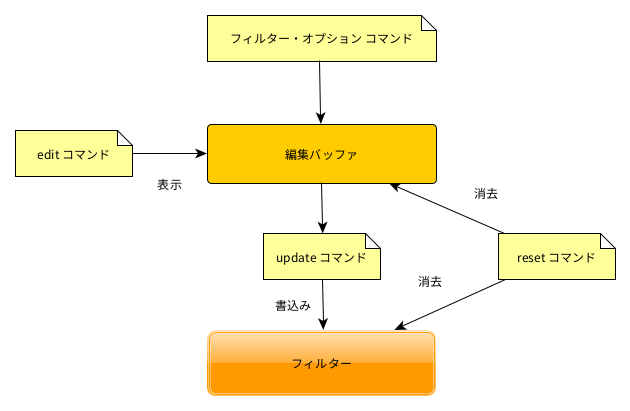 フィルター・オプション コマンド
edit コマンド
編集バッファ
表示
消去
update コマンド
reset コマンド
消去
書込み
フィルター